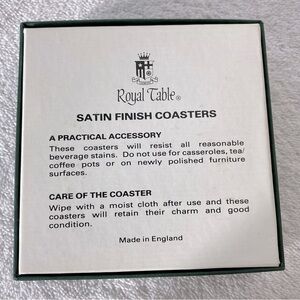 Royal Table®
SATIN FINISH COASTERS
A PRACTICAL ACCESSORY
These coasters will resist all reasonable
beverage stains. Do not use for casseroles, tea/
coffee pots or on newly polished furniture
surfaces.
CARE OF THE COASTER
Wipe with a moist cloth after use and these
coasters will retain their charm and good
condition.
Made in England